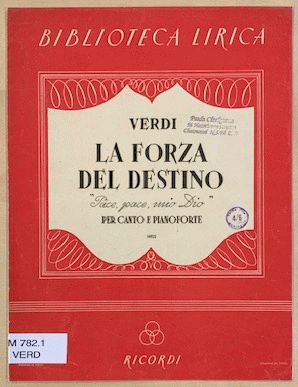 BIBLIOTECA LIRICA
VERDI
LA FORZA
DEL DESTINO
"Pace, pace, mio Dio"
PER CANTO E PIANOFORTE
RICORDI
M 782.1
VERD